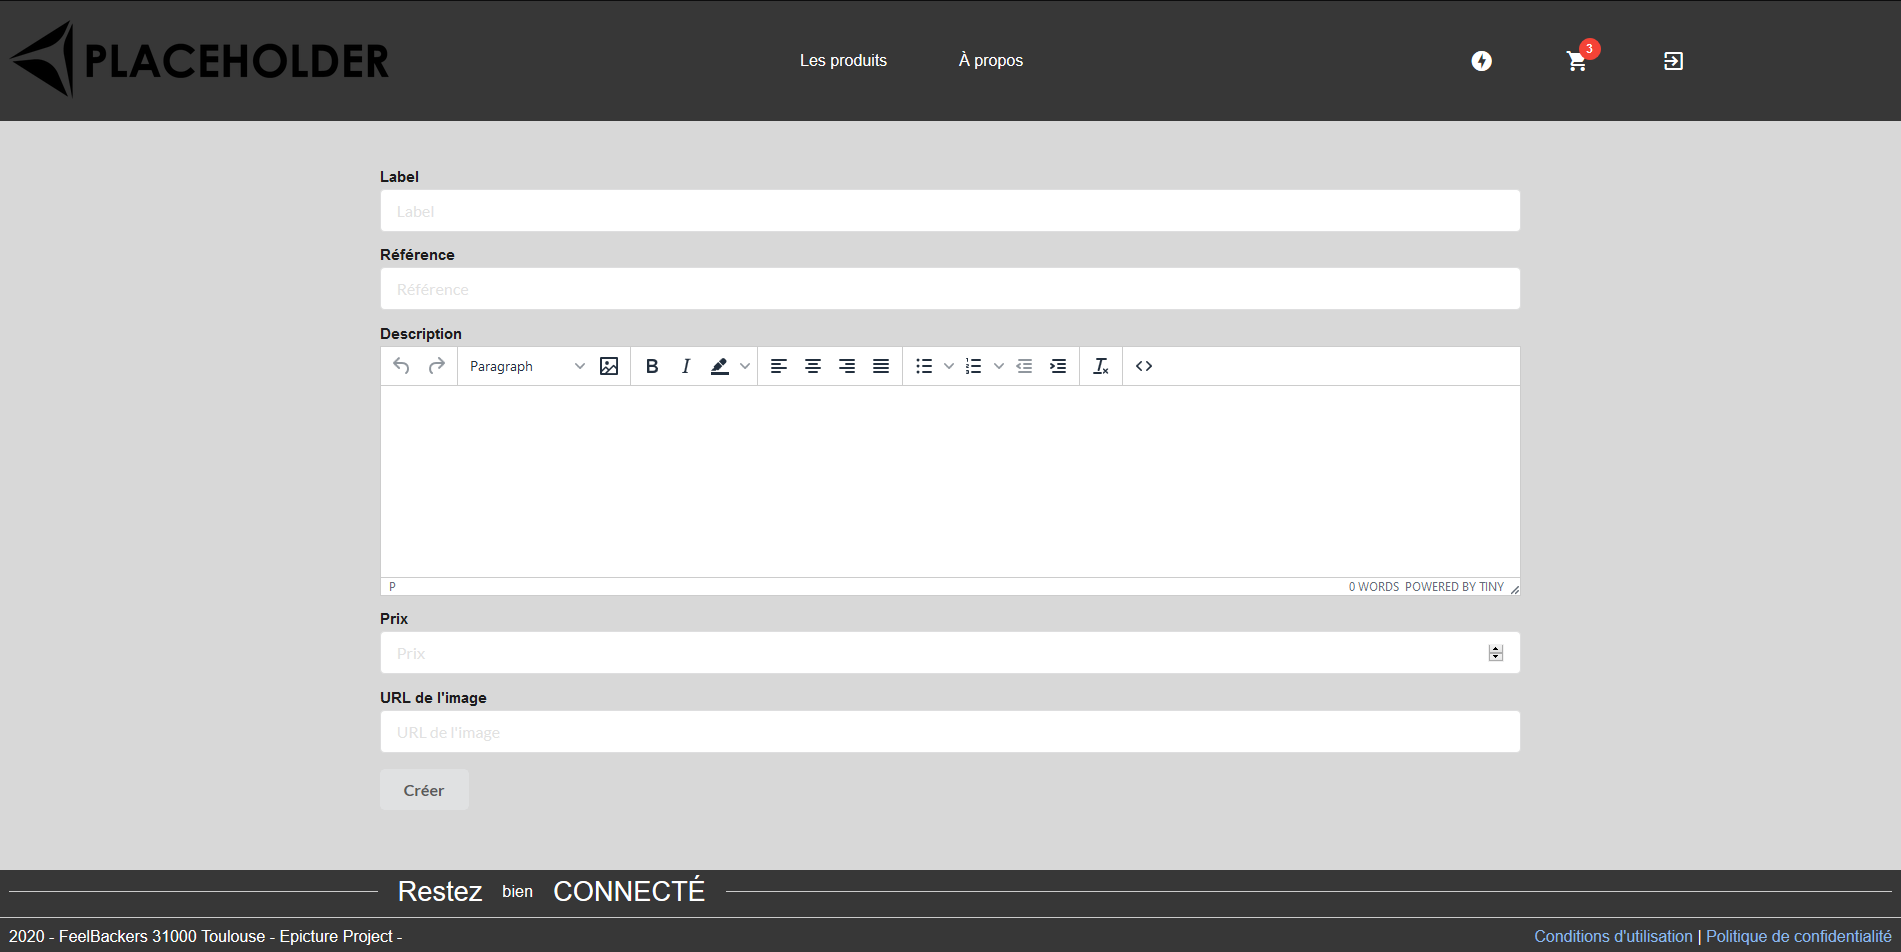 PLACEHOLDER
Les produits
À propos
3
Label
Label
Référence
Référence
Description
Paragraph
B I
P
0 WORDS POWERED BY TINY
Prix
Prix
URL de l'image
URL de l'image
Créer
Restez bien CONNECTÉ
2020 - FeelBackers 31000 Toulouse - Epicture Project -
Conditions d'utilisation | Politique de confidentialité